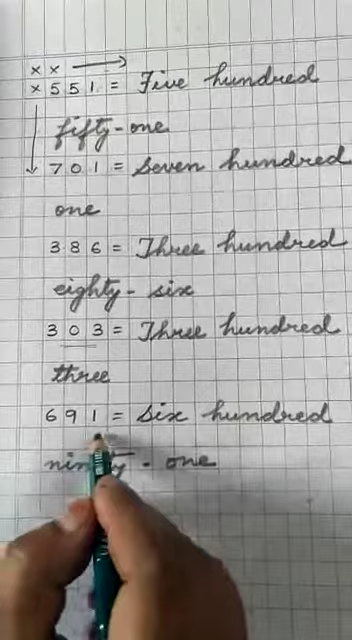 x x →
x 5 5 1 = Five hundred
fifty-one
7 0 1 = Seven hundred
one
3 8 6 = Three hundred
eighty-six
3 0 3 = Three hundred
three
6 9 1 = Six hundred
ninety-one